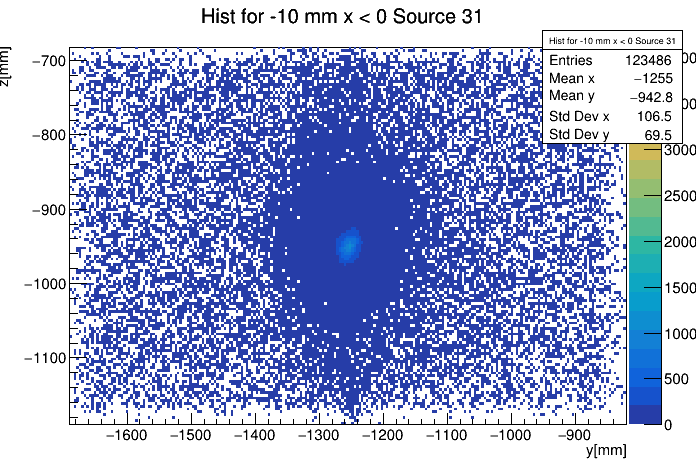 Hist for -10 mm x < 0 Source 31
z[mm]
Hist for -10 mm x < 0 Source 31
Entries 123486
Mean x −1255
Mean y −942.8
Std Dev x 106.5
Std Dev y 69.5
−700
−800
−900
−1000
−1100
3000
2500
2000
1500
1000
500
0
−1600 −1500 −1400 −1300 −1200 −1100 −1000 −900
y[mm]